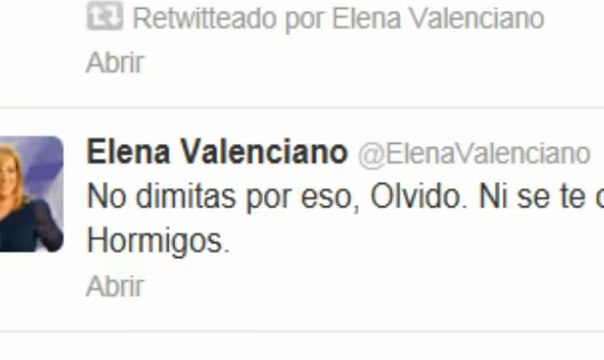 Retwitteado por Elena Valenciano
Abrir
Elena Valenciano @ElenaValenciano
No dimitas por eso, Olvido. Ni se te
Hormigos.
Abrir